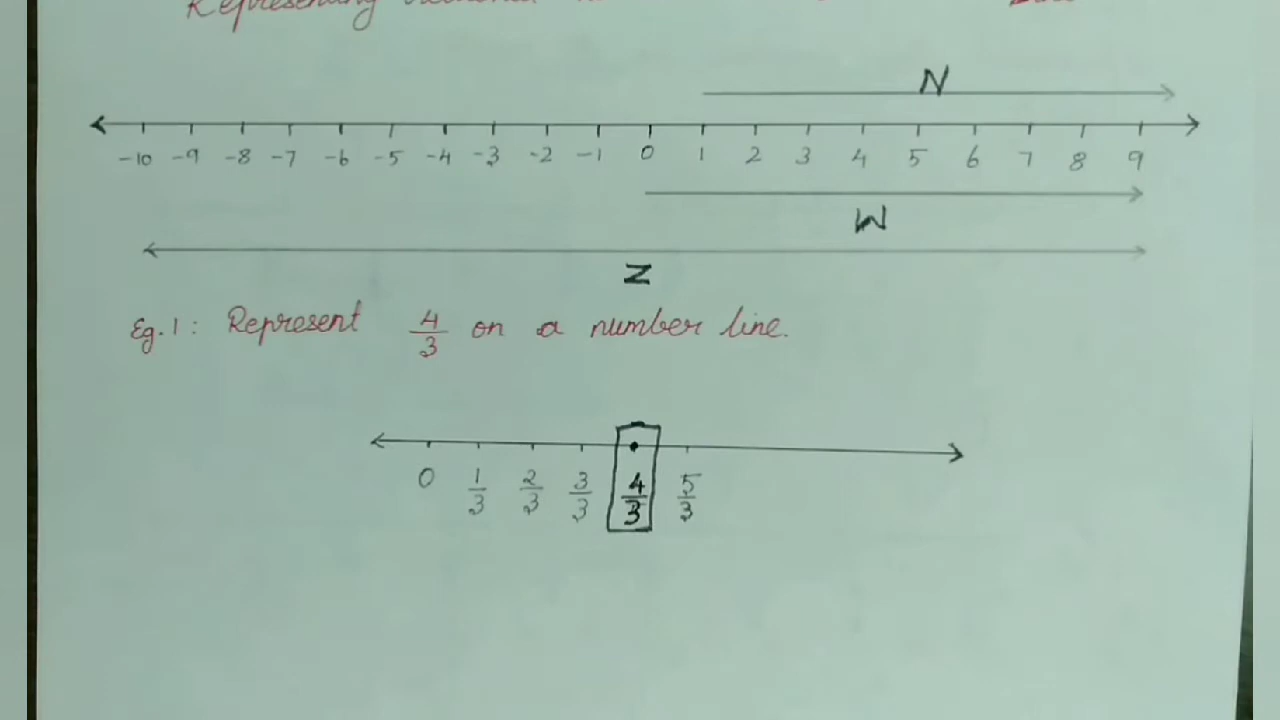 Representing
N
-10 -9 -8 -7 -6 -5 -4 -3 -2 -1 0 1 2 3 4 5 6 7 8 9
W
Z
Eg.1: Represent 4/3 on a number line.
0 1/3 2/3 3/3 4/3 5/3